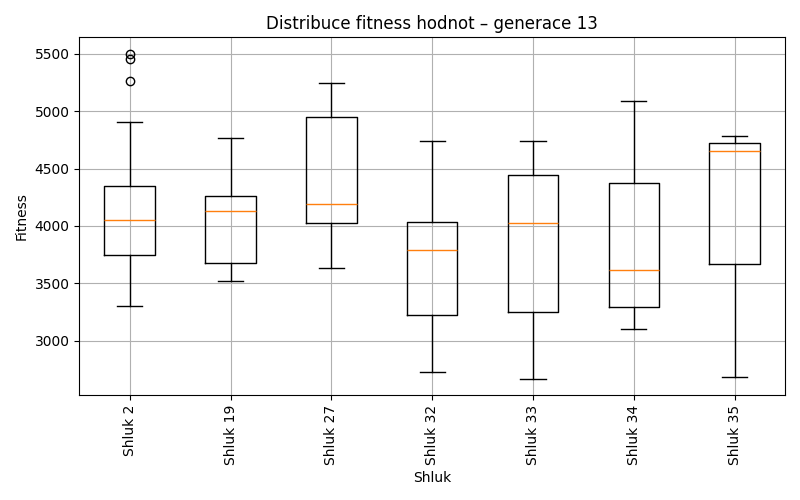 Distribuce fitness hodnot – generace 13
Fitness
5500
5000
4500
4000
3500
3000
Shluk 2
Shluk 19
Shluk 27
Shluk 32
Shluk 33
Shluk 34
Shluk 35
Shluk